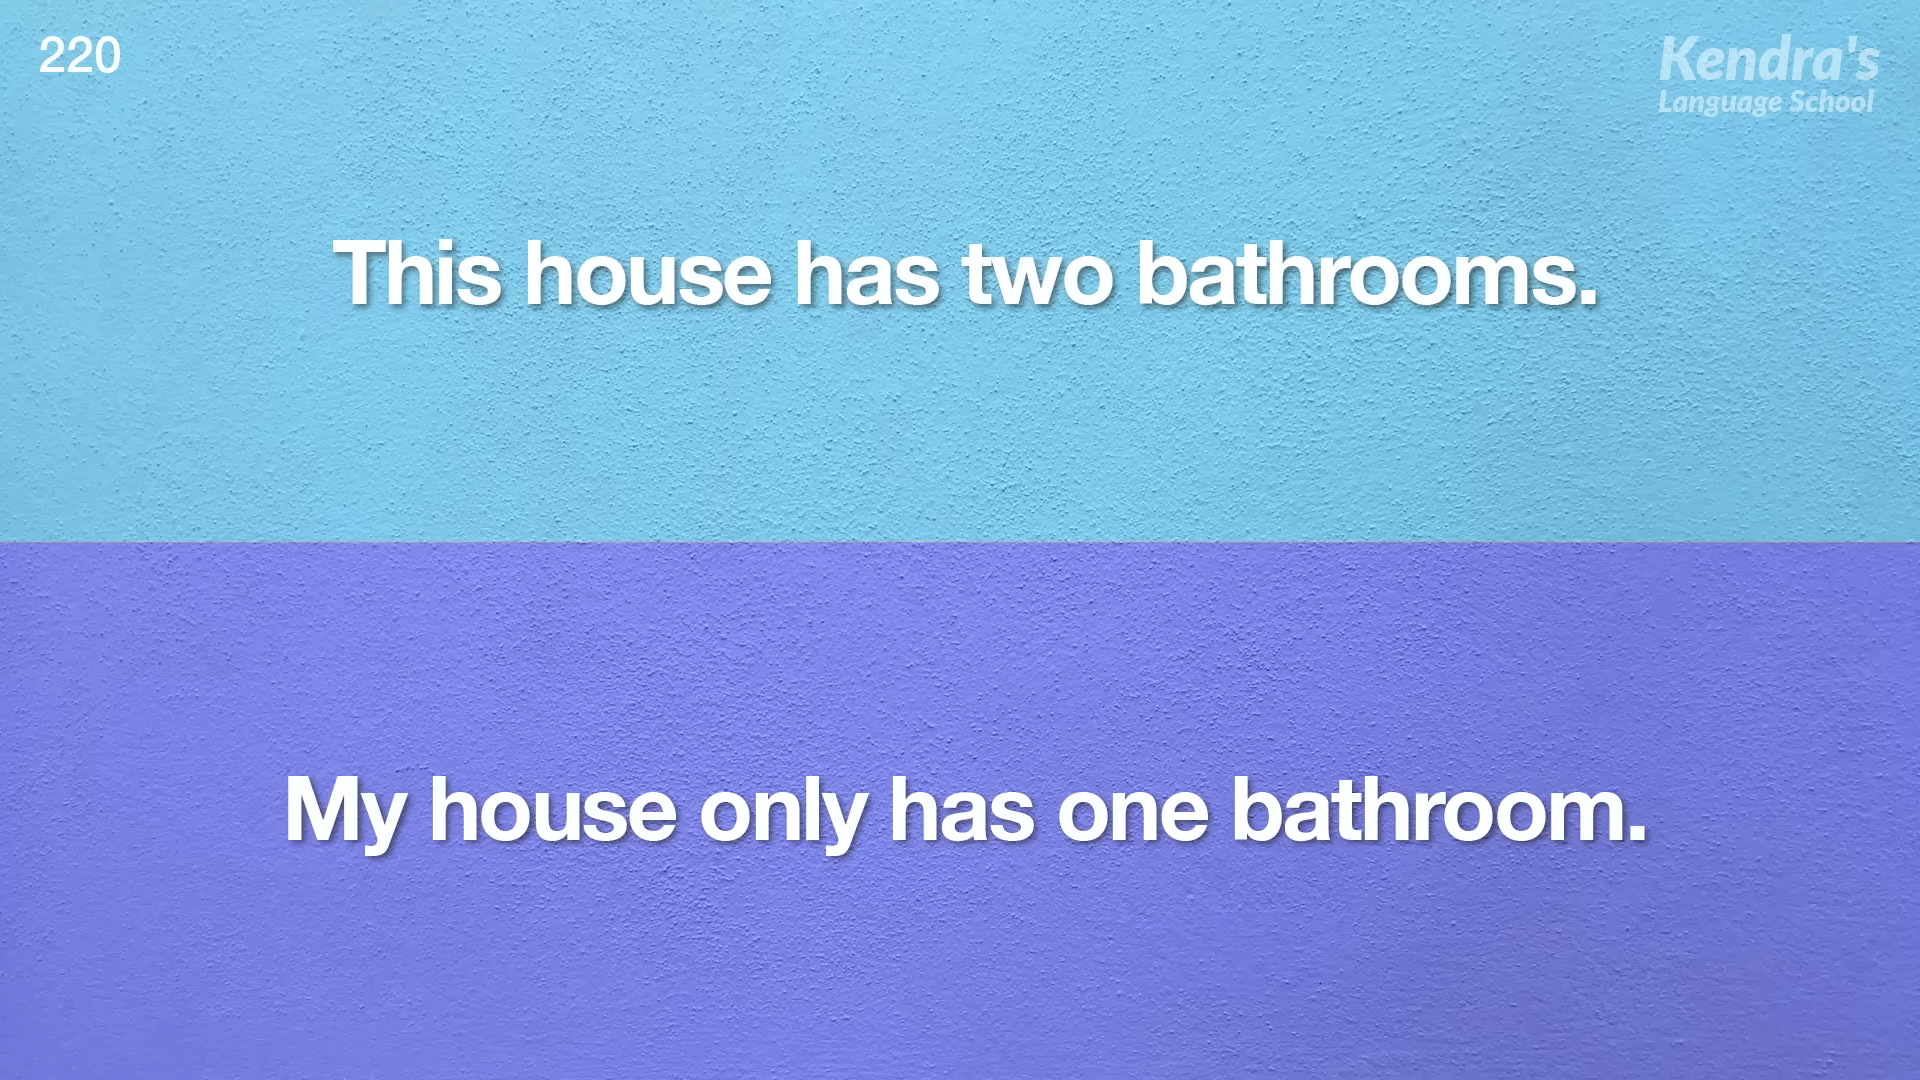 220
Kendra's
Language School
This house has two bathrooms.
My house only has one bathroom.